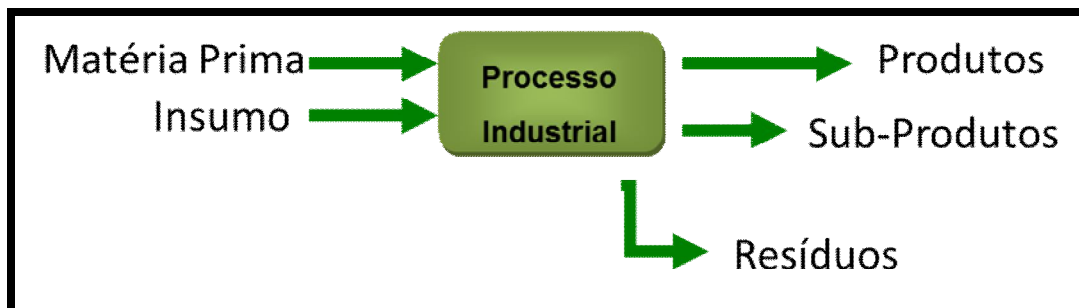 Matéria Prima
Insumo
Processo
Industrial
Produtos
Sub-Produtos
Resíduos